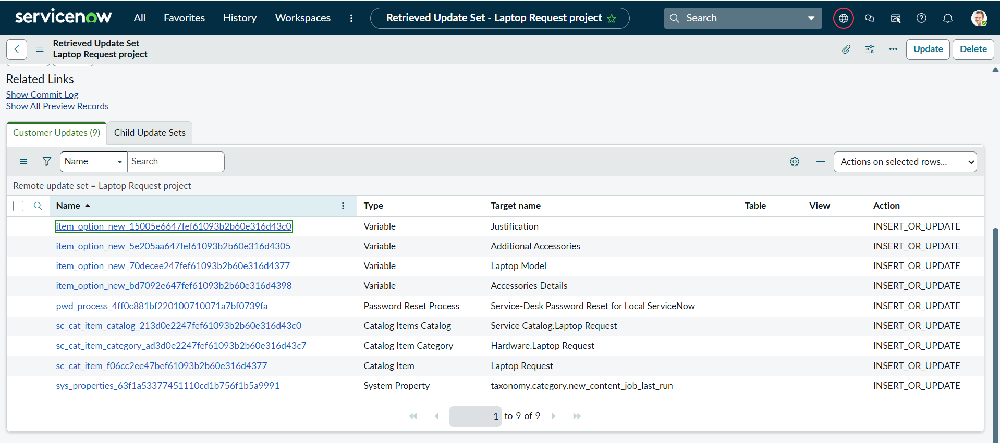 servicenow All Favorites History Workspaces Retrieved Update Set - Laptop Request project Search
Retrieved Update Set
Laptop Request project
Update Delete
Related Links
Show Commit Log
Show All Preview Records
Customer Updates (9) Child Update Sets
Name Search Actions on selected rows...
Remote update set = Laptop Request project
Name Type Target name Table View Action
item_option_new_15005e6647fef61093b2b60e316d43c0 Variable Justification INSERT_OR_UPDATE
item_option_new_5e205aa647fef61093b2b60e316d4305 Variable Additional Accessories INSERT_OR_UPDATE
item_option_new_70decee247fef61093b2b60e316d4377 Variable Laptop Model INSERT_OR_UPDATE
item_option_new_bd7092e647fef61093b2b60e316d4398 Variable Accessories Details INSERT_OR_UPDATE
pwd_process_4ff0c881bf220100710071a7bf0739fa Password Reset Process Service-Desk Password Reset for Local ServiceNow INSERT_OR_UPDATE
sc_cat_item_catalog_213d0e2247fef61093b2b60e316d43c0 Catalog Items Catalog Service Catalog.Laptop Request INSERT_OR_UPDATE
sc_cat_item_category_ad3d0e2247fef61093b2b60e316d43c7 Catalog Item Category Hardware.Laptop Request INSERT_OR_UPDATE
sc_cat_item_f06cc2ee47bef61093b2b60e316d4377 Catalog Item Laptop Request INSERT_OR_UPDATE
sys_properties_63f1a53377451110cd1b756f1b5a9991 System Property taxonomy.category.new_content_job_last_run INSERT_OR_UPDATE
1 to 9 of 9